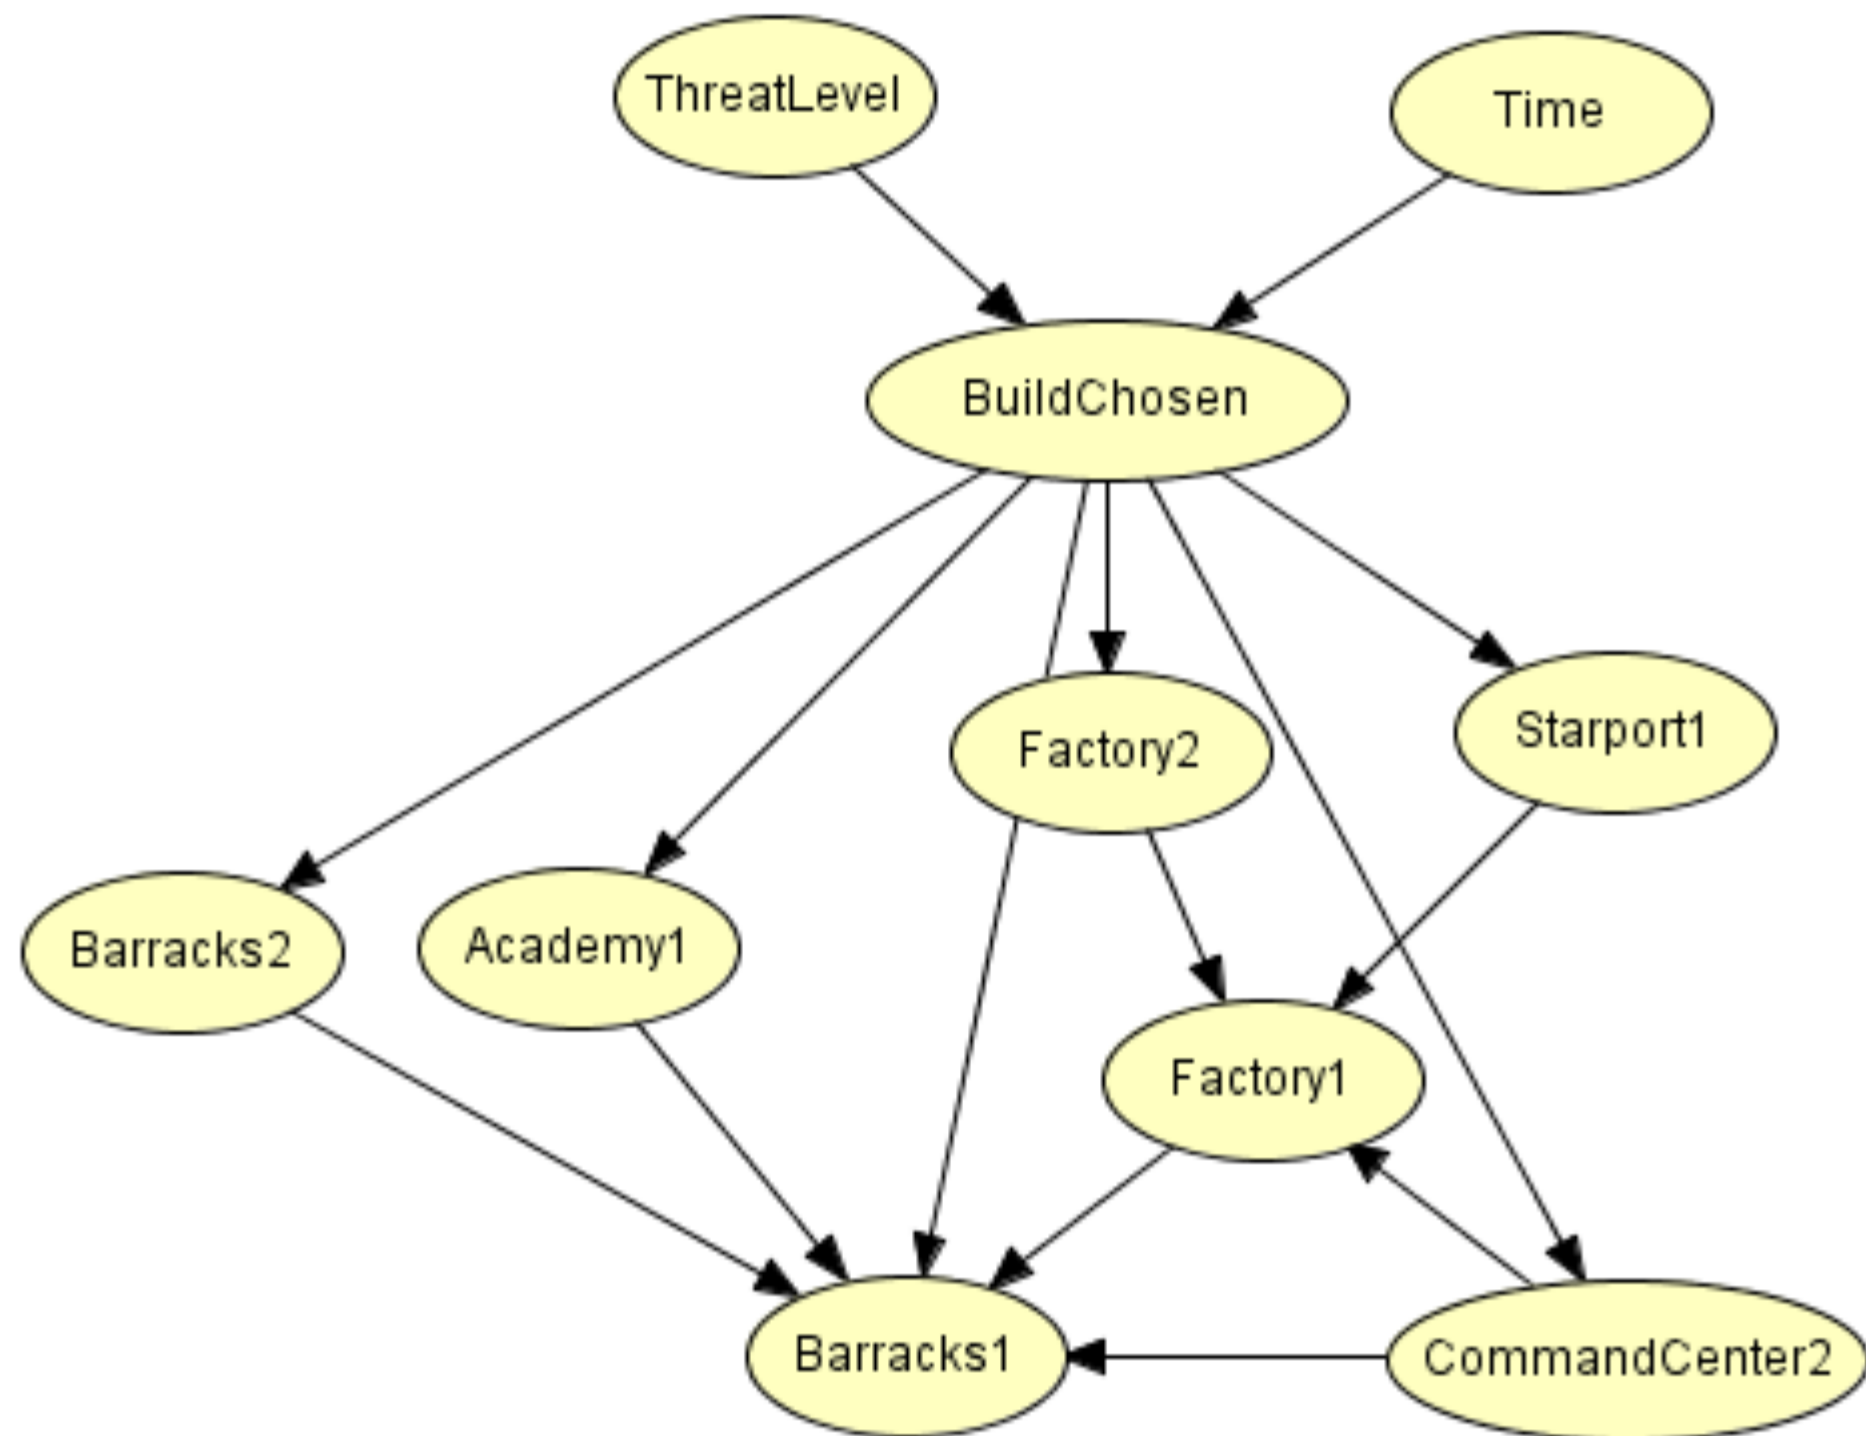 ThreatLevel
Time
BuildChosen
Factory2
Starport1
Barracks2
Academy1
Factory1
Barracks1
CommandCenter2